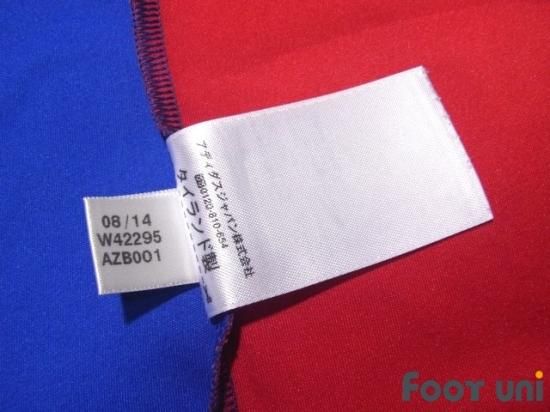 08/14
W42295
AZB001
アディダスジャパン株式会社
0120-810-654
タイランド製
FOOT UNI